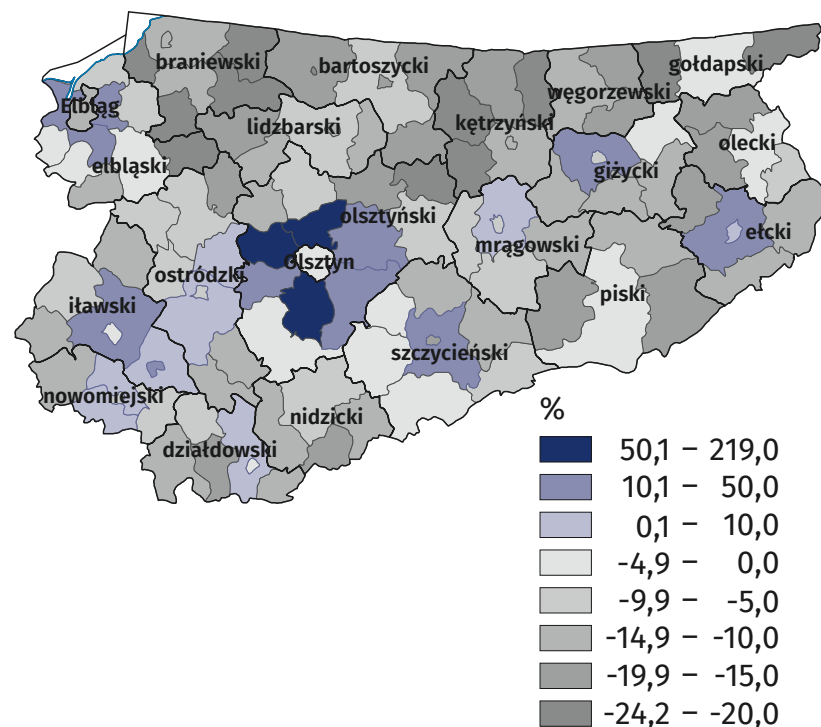 gołdapski
braniewski
bartoszycki
węgorzewski
Elbląg
lidzbarski
kętrzyński
olecki
elbląski
giżycki
olsztyński
ełcki
mrągowski
Olsztyn
ostródzki
piski
iławski
szczycieński
nowomiejski
nidzicki
działdowski
%
50,1 – 219,0
10,1 – 50,0
0,1 – 10,0
-4,9 – 0,0
-9,9 – -5,0
-14,9 – -10,0
-19,9 – -15,0
-24,2 – -20,0